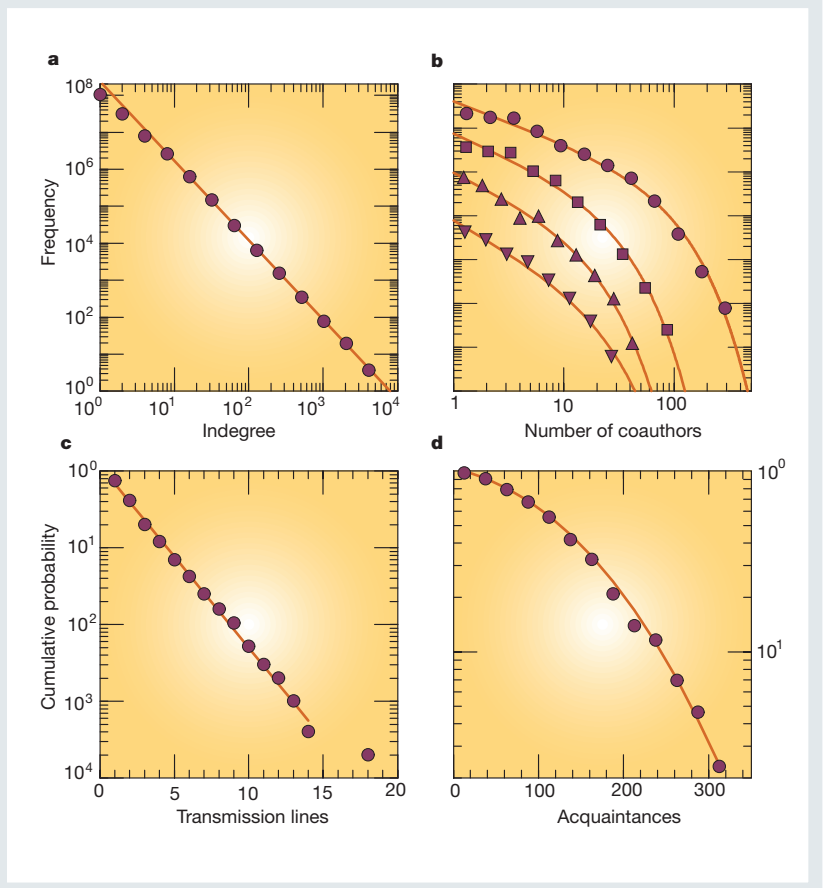 a
10⁸
10⁶
10⁴
10²
10⁰
Frequency
10⁰ 10¹ 10² 10³ 10⁴
Indegree
b
1 10 100
Number of coauthors
c
10⁰
10¹
10²
10³
10⁴
Cumulative probability
0 5 10 15 20
Transmission lines
d
10⁰
10¹
0 100 200 300
Acquaintances